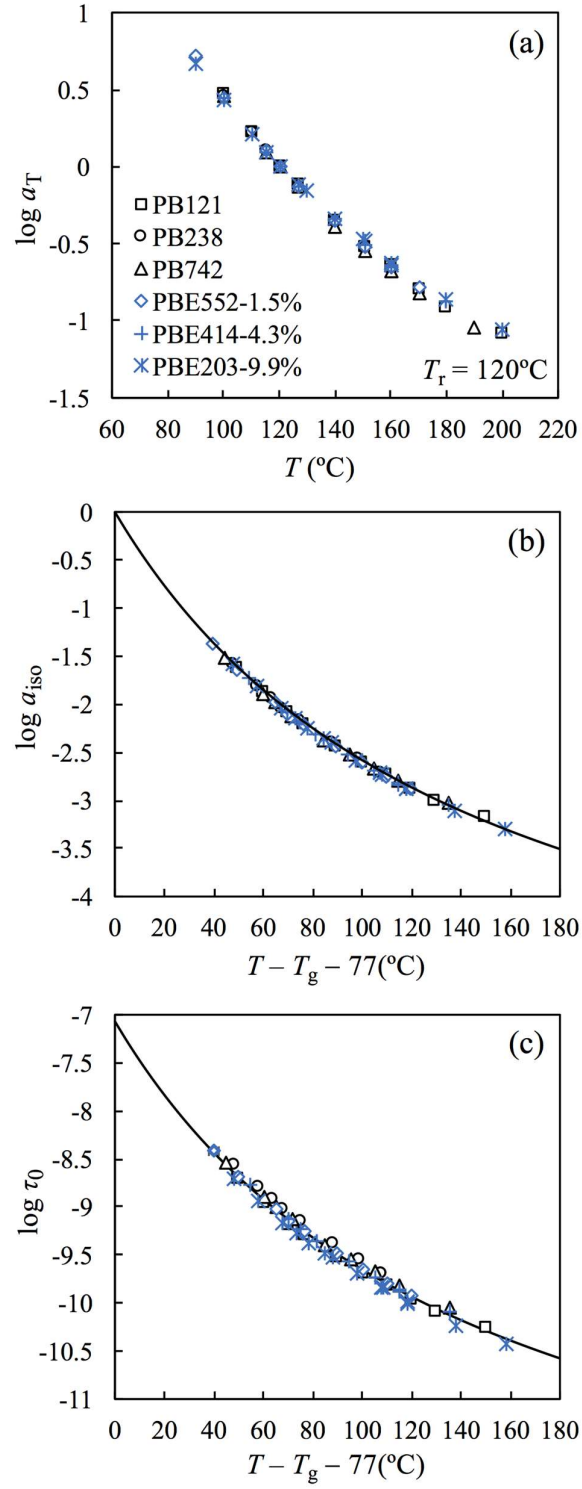 1
(a)
0.5
0
-0.5
-1
-1.5
log aT
PB121
PB238
PB742
PBE552-1.5%
PBE414-4.3%
PBE203-9.9%
Tr = 120ºC
60 80 100 120 140 160 180 200 220
T (ºC)
0
(b)
-0.5
-1
-1.5
-2
-2.5
-3
-3.5
-4
log aiso
0 20 40 60 80 100 120 140 160 180
T – Tg – 77(ºC)
-7
(c)
-7.5
-8
-8.5
-9
-9.5
-10
-10.5
-11
log τ0
0 20 40 60 80 100 120 140 160 180
T – Tg – 77(ºC)